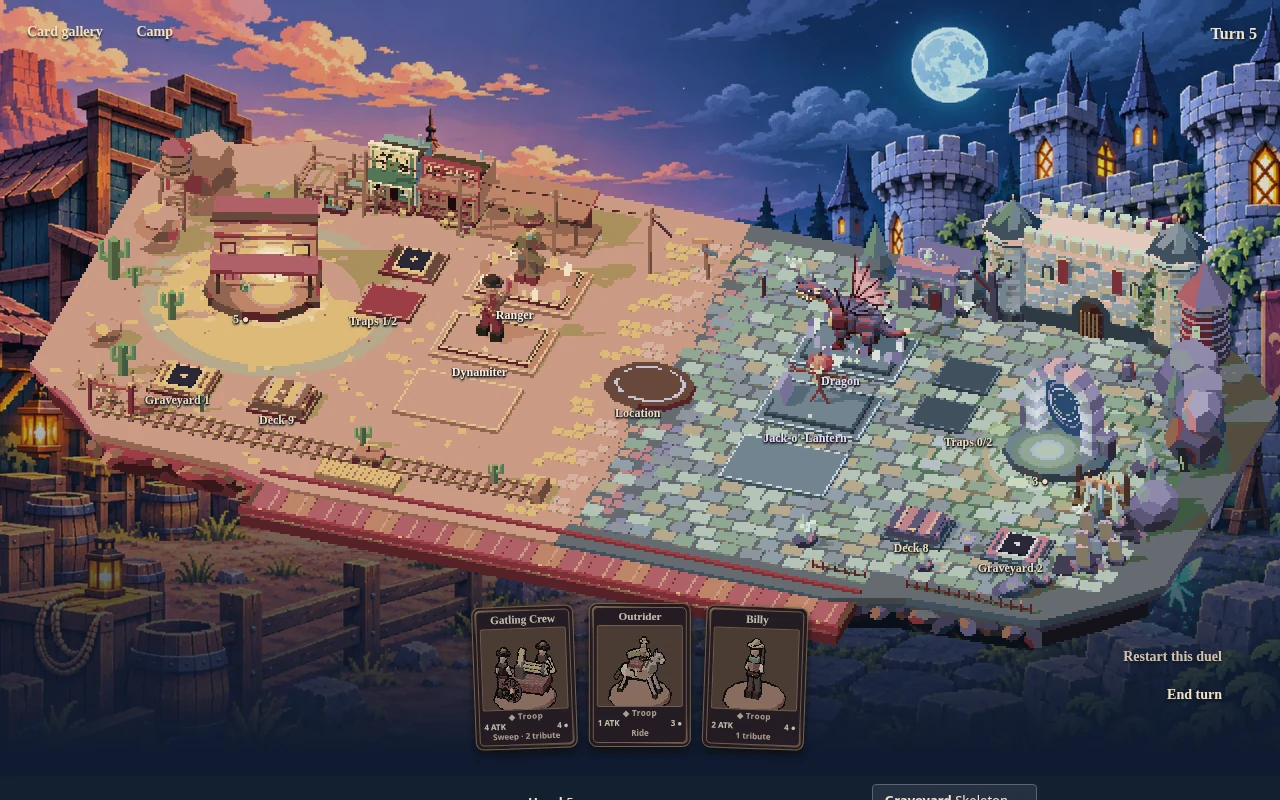 Card gallery
Camp
Turn 5
Ranger
5
Traps 1/2
Dynamiter
Dragon
Graveyard 1
Deck 9
Location
Jack-o'-Lantern
Traps 0/2
3
Deck 8
Graveyard 2
Gatling Crew
◆ Troop
4 ATK 4 ●
Sweep · 2 tribute
Outrider
◆ Troop
1 ATK 3 ●
Ride
Billy
◆ Troop
2 ATK 4 ●
1 tribute
Restart this duel
End turn
Graveyard Skeleton